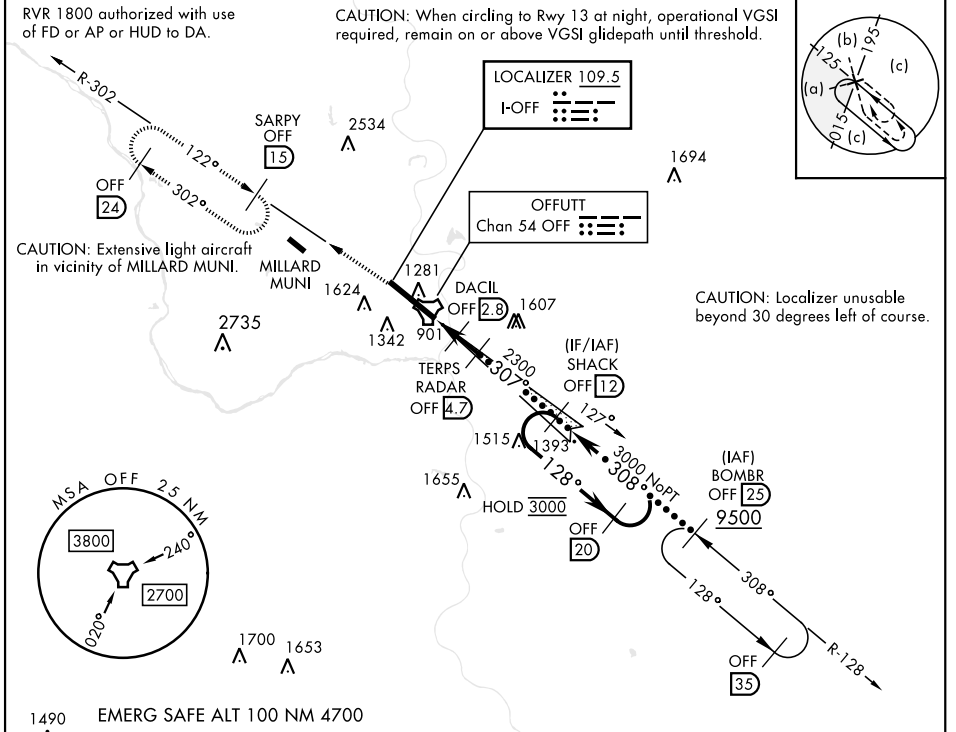 RVR 1800 authorized with use
of FD or AP or HUD to DA.
CAUTION: When circling to Rwy 13 at night, operational VGSI
required, remain on or above VGSI glidepath until threshold.
(b)
195
125
(c)
(a)
015
(c)
R-302
LOCALIZER 109.5
I-OFF
SARPY
OFF
15
2534
1694
122°
302°
OFF
24
OFFUTT
Chan 54 OFF
CAUTION: Extensive light aircraft
in vicinity of MILLARD MUNI.
MILLARD
MUNI
1281
DACIL
OFF 2.8
1624
1607
1342
901
2735
CAUTION: Localizer unusable
beyond 30 degrees left of course.
TERPS
RADAR
OFF 4.7
2300
307°
(IF/IAF)
SHACK
OFF 12
127°
1515
1393
3000 NoPT
308°
128°
1655
HOLD 3000
OFF
20
(IAF)
BOMBR
OFF 25
9500
308°
128°
OFF
35
R-128
MSA OFF 25 NM
3800
240°
2700
020°
1700
1653
1490
EMERG SAFE ALT 100 NM 4700